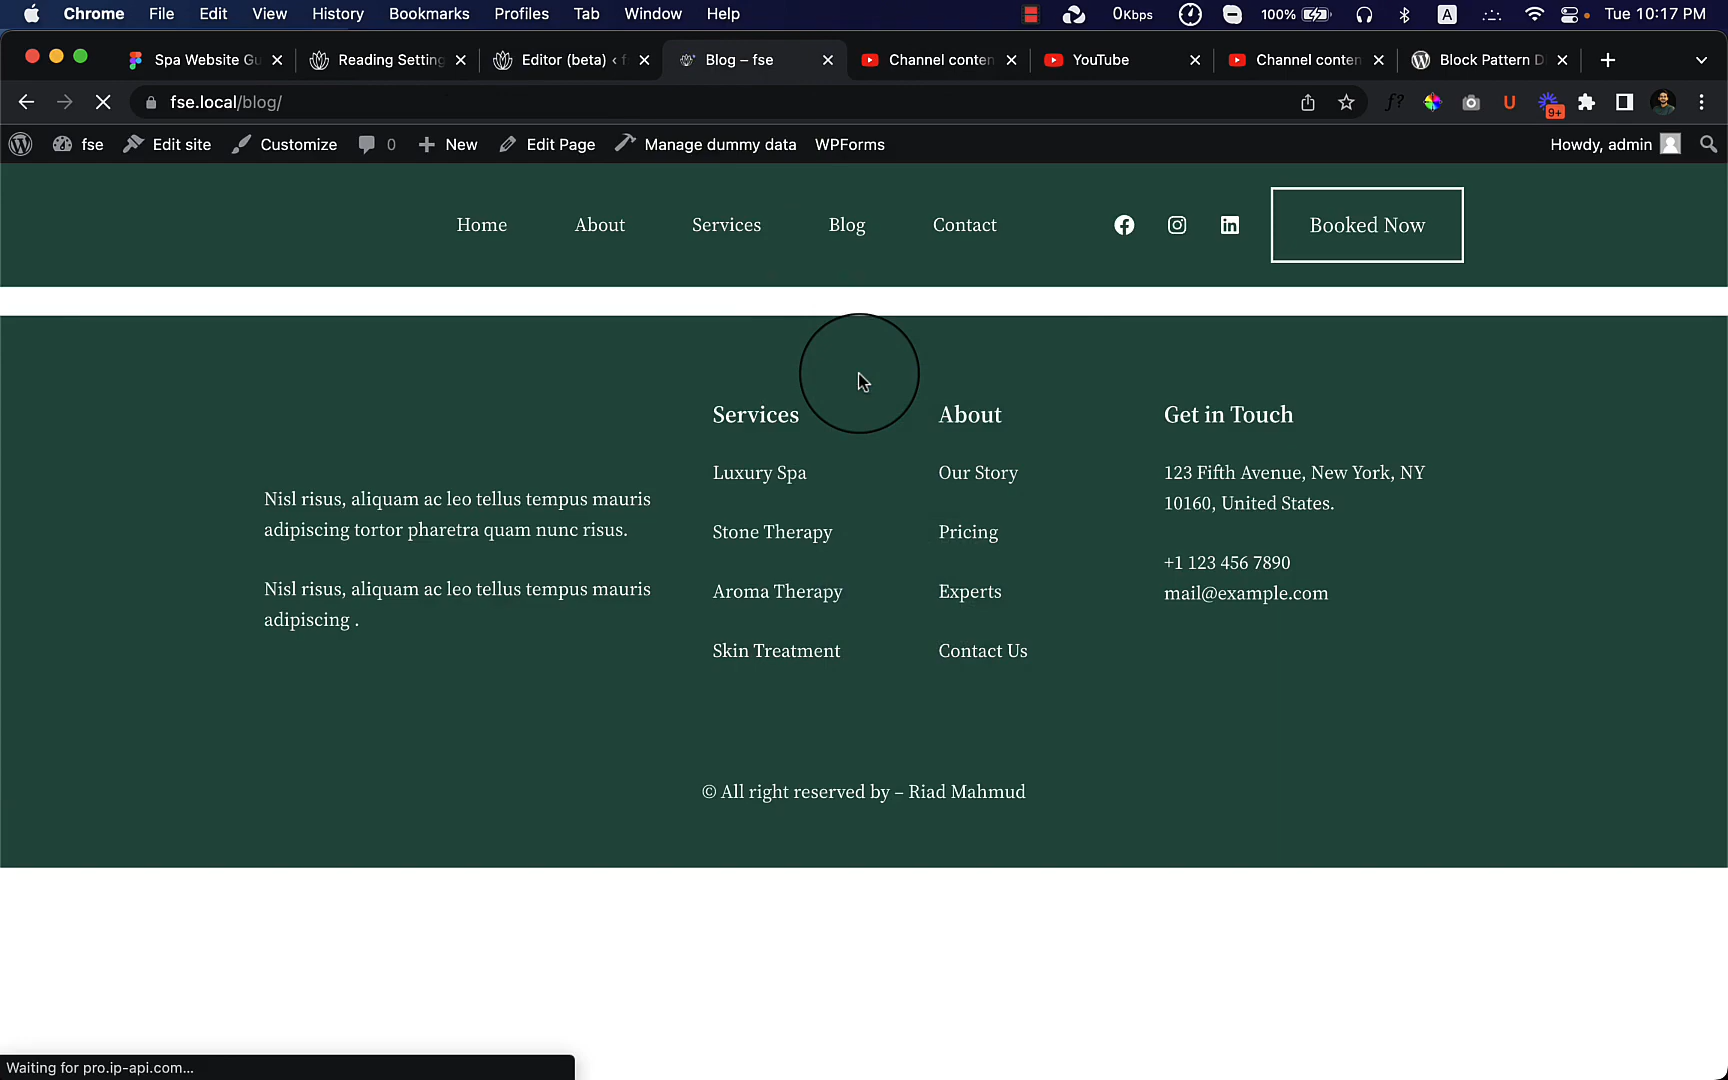 Chrome File Edit View History Bookmarks Profiles Tab Window Help 0Kbps 100% A Tue 10:17 PM
Spa Website Gu Reading Setting Editor (beta) ‹ f Blog – fse Channel conten YouTube Channel conten Block Pattern D
fse.local/blog/ f? U 9+
fse Edit site Customize 0 New Edit Page Manage dummy data WPForms Howdy, admin
Home About Services Blog Contact Booked Now
Services
Luxury Spa
Stone Therapy
Aroma Therapy
Skin Treatment
About
Our Story
Pricing
Experts
Contact Us
Get in Touch
123 Fifth Avenue, New York, NY
10160, United States.
+1 123 456 7890
mail@example.com
Nisl risus, aliquam ac leo tellus tempus mauris
adipiscing tortor pharetra quam nunc risus.
Nisl risus, aliquam ac leo tellus tempus mauris
adipiscing .
© All right reserved by – Riad Mahmud
Waiting for pro.ip-api.com...